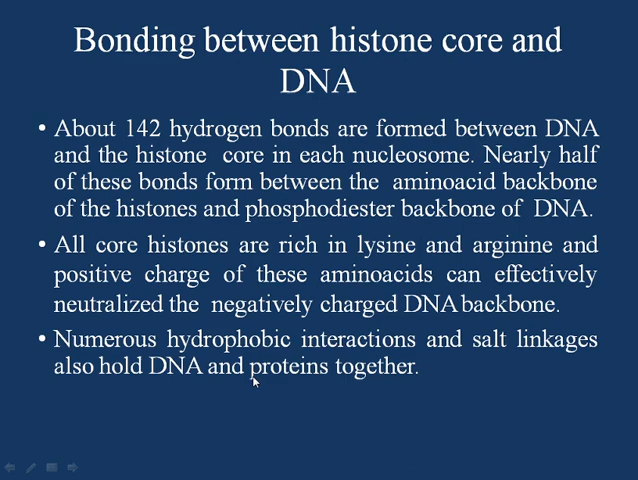 Bonding between histone core and
DNA
• About 142 hydrogen bonds are formed between DNA
and the histone core in each nucleosome. Nearly half
of these bonds form between the aminoacid backbone
of the histones and phosphodiester backbone of DNA.
• All core histones are rich in lysine and arginine and
positive charge of these aminoacids can effectively
neutralized the negatively charged DNA backbone.
• Numerous hydrophobic interactions and salt linkages
also hold DNA and proteins together.